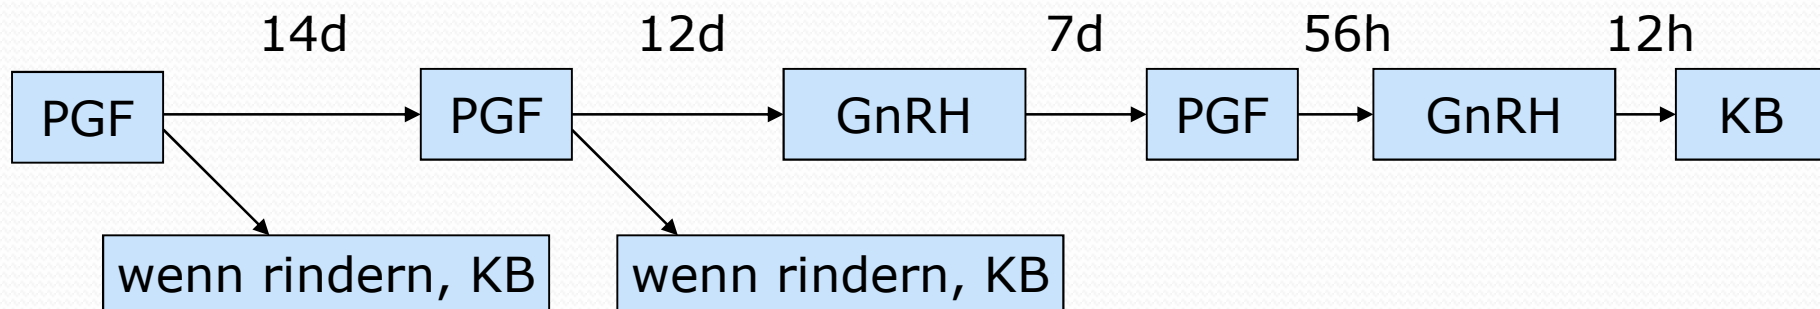 14d 12d 7d 56h 12h
PGF PGF GnRH PGF GnRH KB
wenn rindern, KB wenn rindern, KB